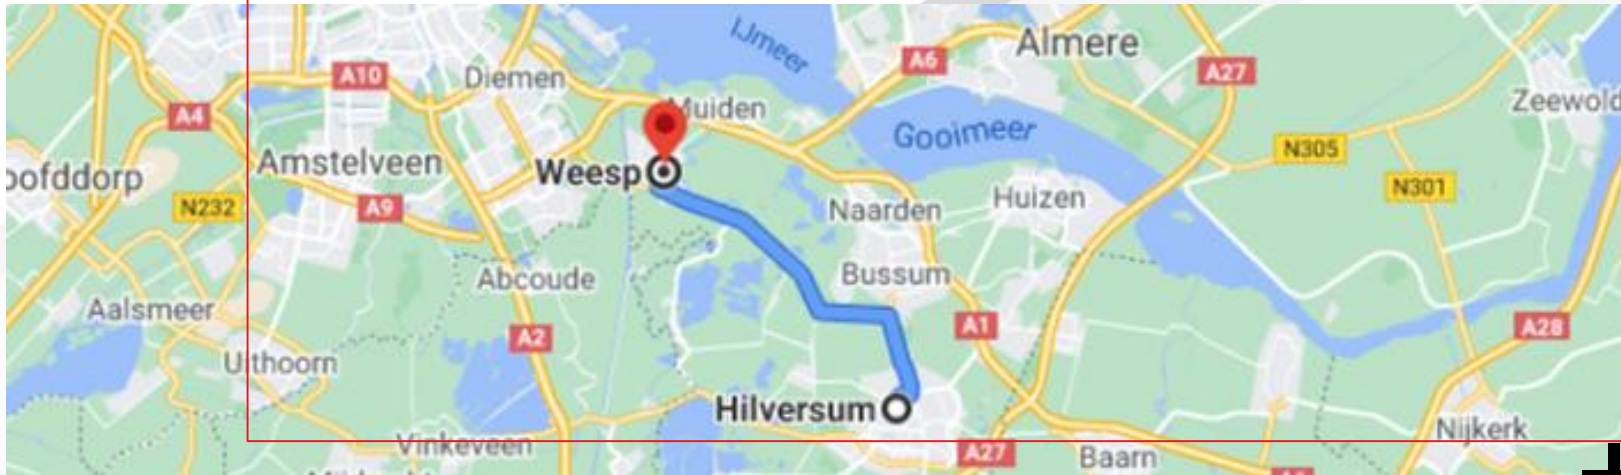 IJmeer
Almere
A6
A27
A10
Diemen
Muiden
Zeewold
A4
Gooimeer
N305
Amstelveen
Weesp
oofddorp
N301
N232
A9
Naarden
Huizen
Abcoude
Bussum
Aalsmeer
A2
A1
A28
Uithoorn
Hilversum
Nijkerk
Vinkeveen
A27
Baarn